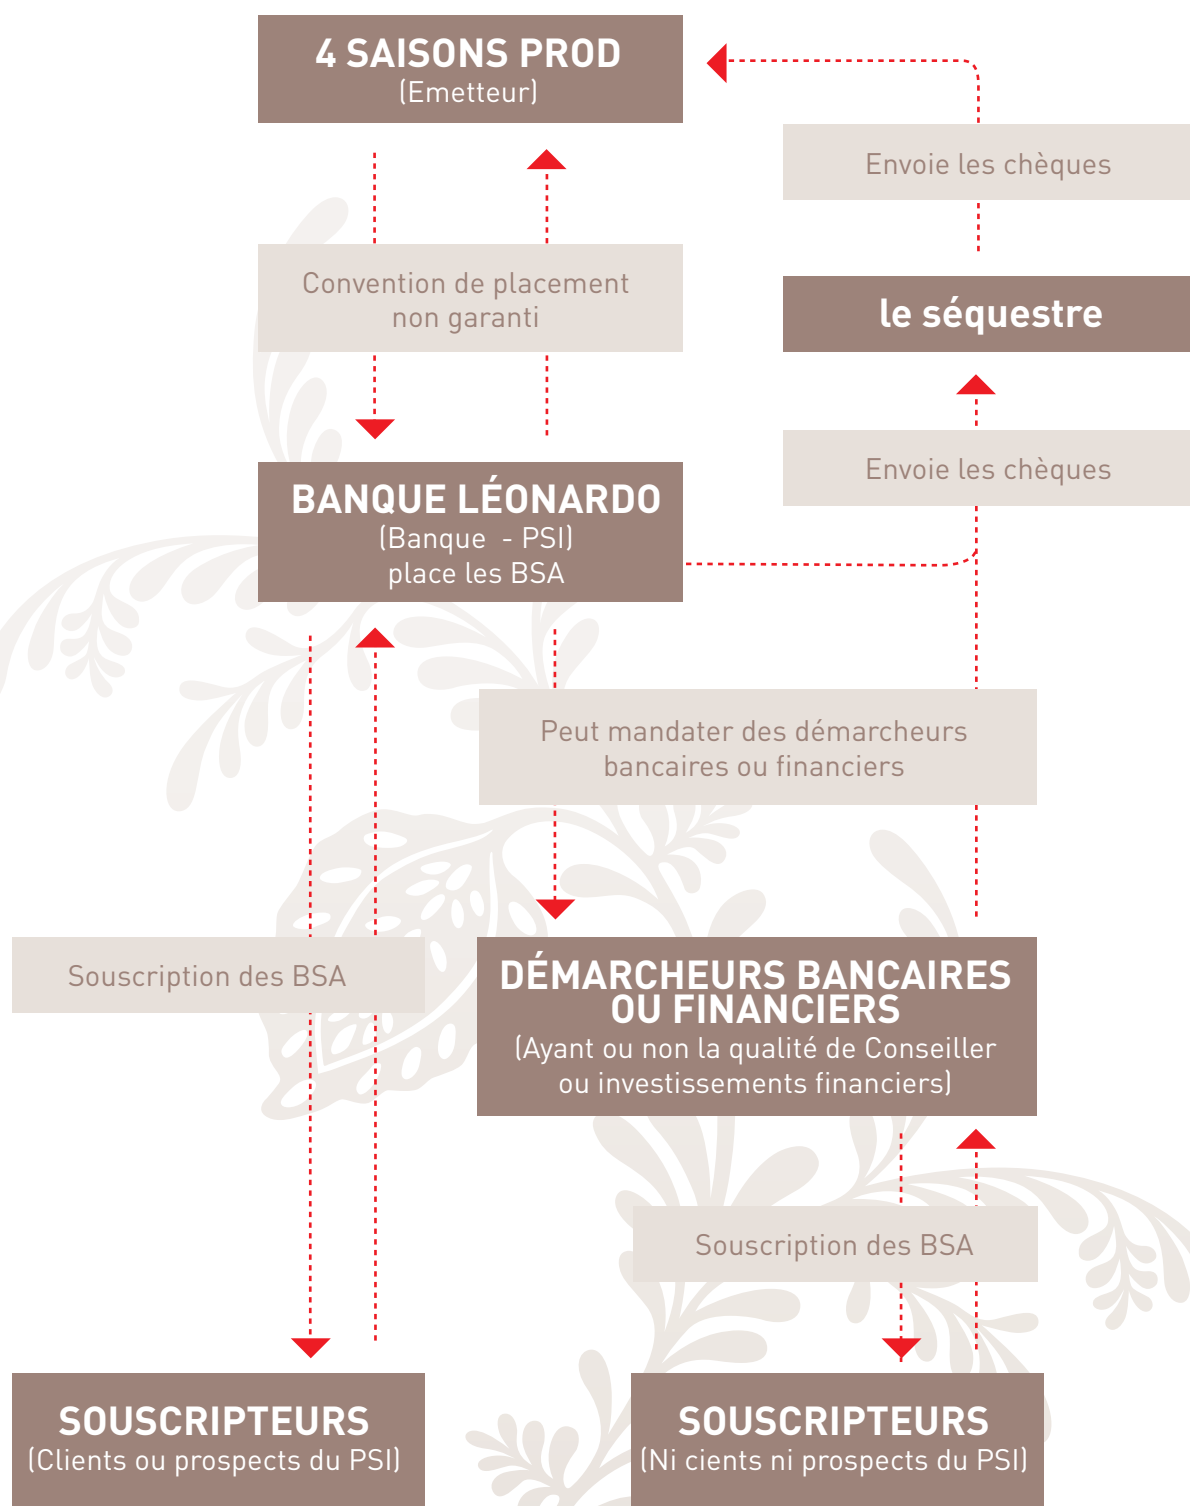 4 SAISONS PROD
(Emetteur)
Envoie les chèques
Convention de placement
non garanti
le séquestre
Envoie les chèques
BANQUE LÉONARDO
(Banque - PSI)
place les BSA
Peut mandater des démarcheurs
bancaires ou financiers
Souscription des BSA
DÉMARCHEURS BANCAIRES
OU FINANCIERS
(Ayant ou non la qualité de Conseiller
ou investissements financiers)
Souscription des BSA
SOUSCRIPTEURS
(Clients ou prospects du PSI)
SOUSCRIPTEURS
(Ni cients ni prospects du PSI)